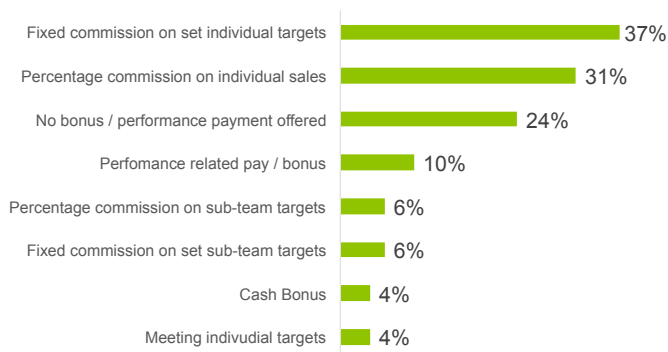 Fixed commission on set individual targets 37%
Percentage commission on individual sales 31%
No bonus / performance payment offered 24%
Perfomance related pay / bonus 10%
Percentage commission on sub-team targets 6%
Fixed commission on set sub-team targets 6%
Cash Bonus 4%
Meeting indivudial targets 4%